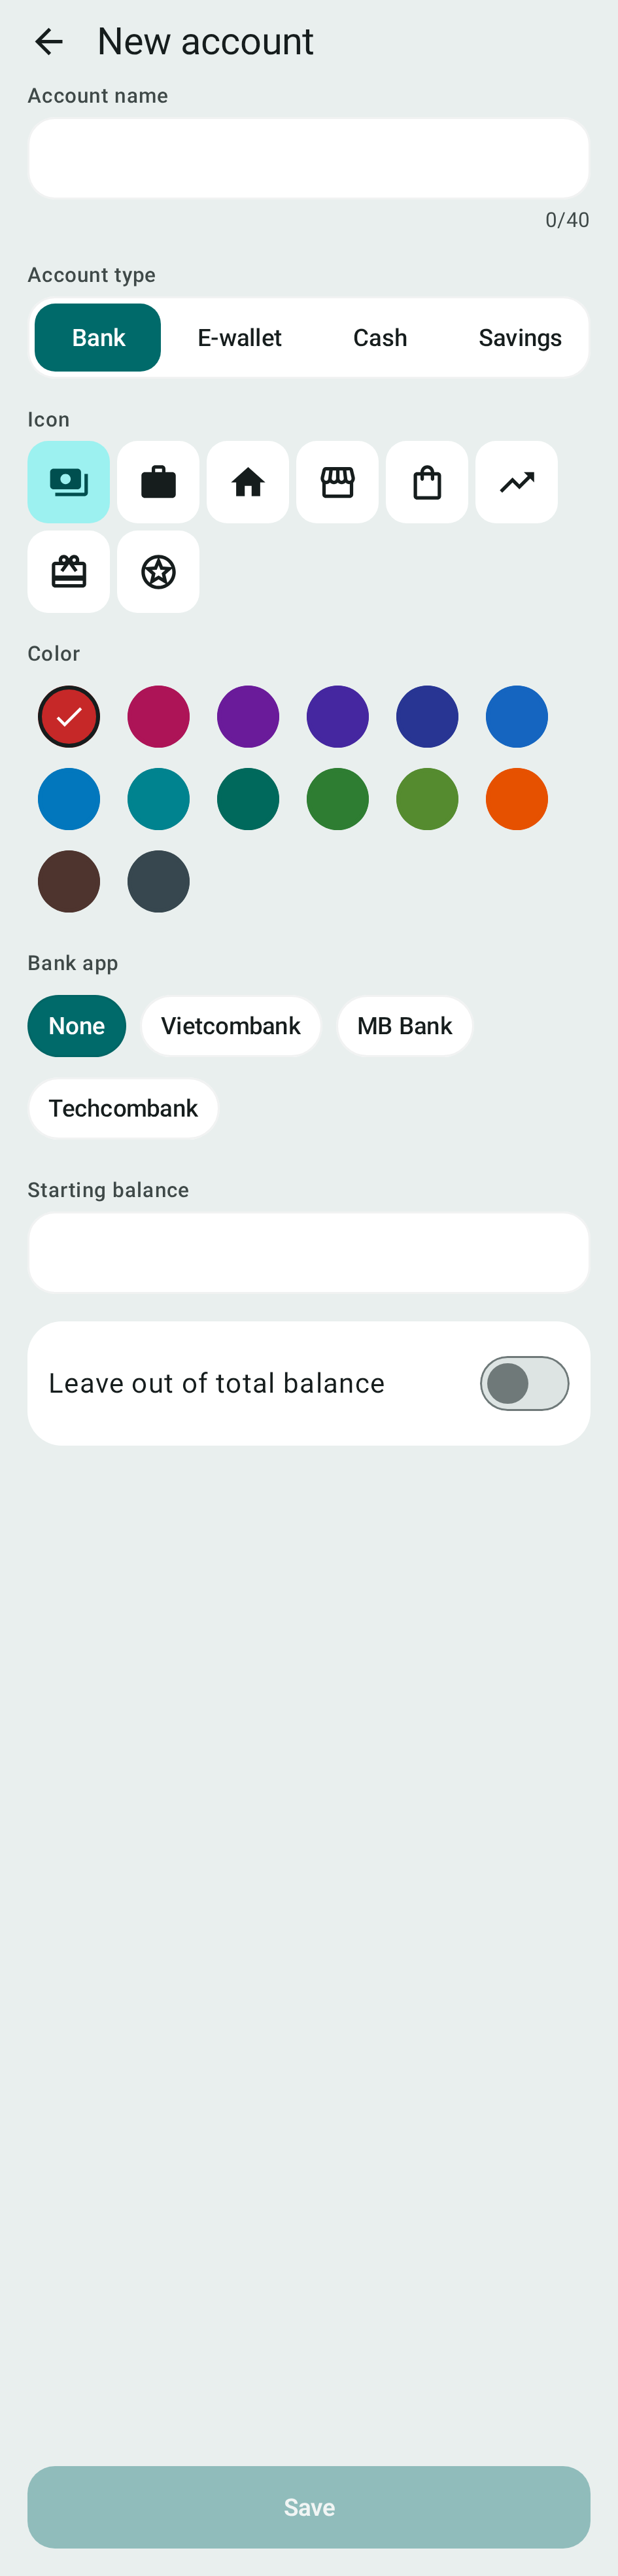 New account
Account name
0/40
Account type
Bank E-wallet Cash Savings
Icon
Color
Bank app
None Vietcombank MB Bank
Techcombank
Starting balance
Leave out of total balance
Save